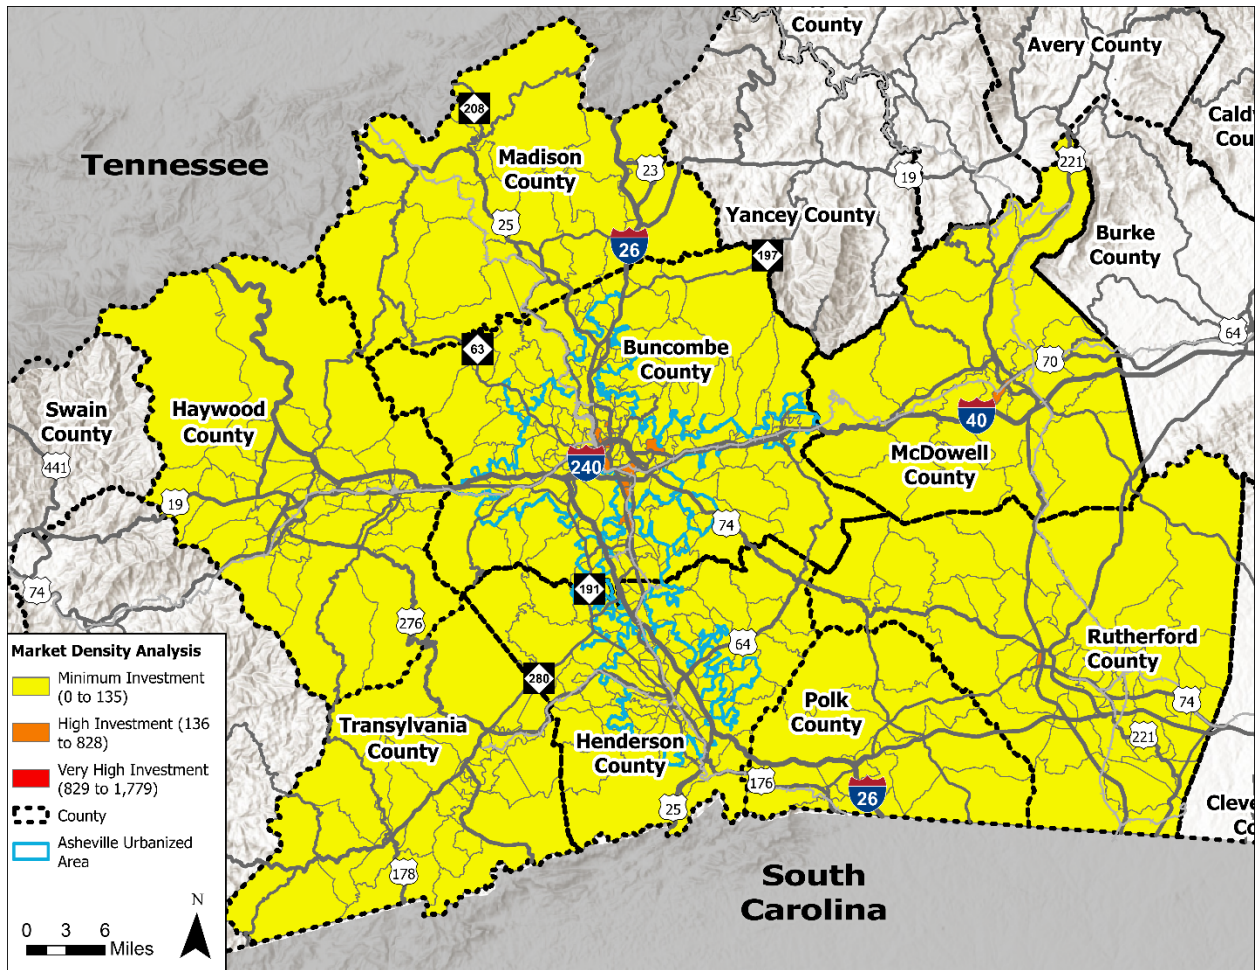 County
Avery County
Cald
Cou
Tennessee
208
Madison
County
23
19
221
25
26
Yancey County
197
Burke
County
64
63
Buncombe
County
70
Swain
County
Haywood
County
441
240
40
McDowell
County
19
74
74
191
276
64
Rutherford
County
280
Polk
County
74
Transylvania
County
Henderson
County
221
176
26
25
Cleve
Co
178
South
Carolina
Market Density Analysis
Minimum Investment
(0 to 135)
High Investment (136
to 828)
Very High Investment
(829 to 1,779)
County
Asheville Urbanized
Area
N
0 3 6
Miles